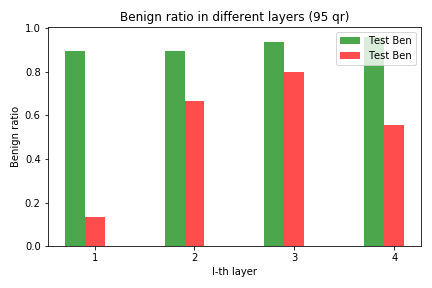 Benign ratio in different layers (95 qr)
1.0
0.8
0.6
0.4
0.2
0.0
Benign ratio
Test Ben
Test Ben
1 2 3 4
l-th layer